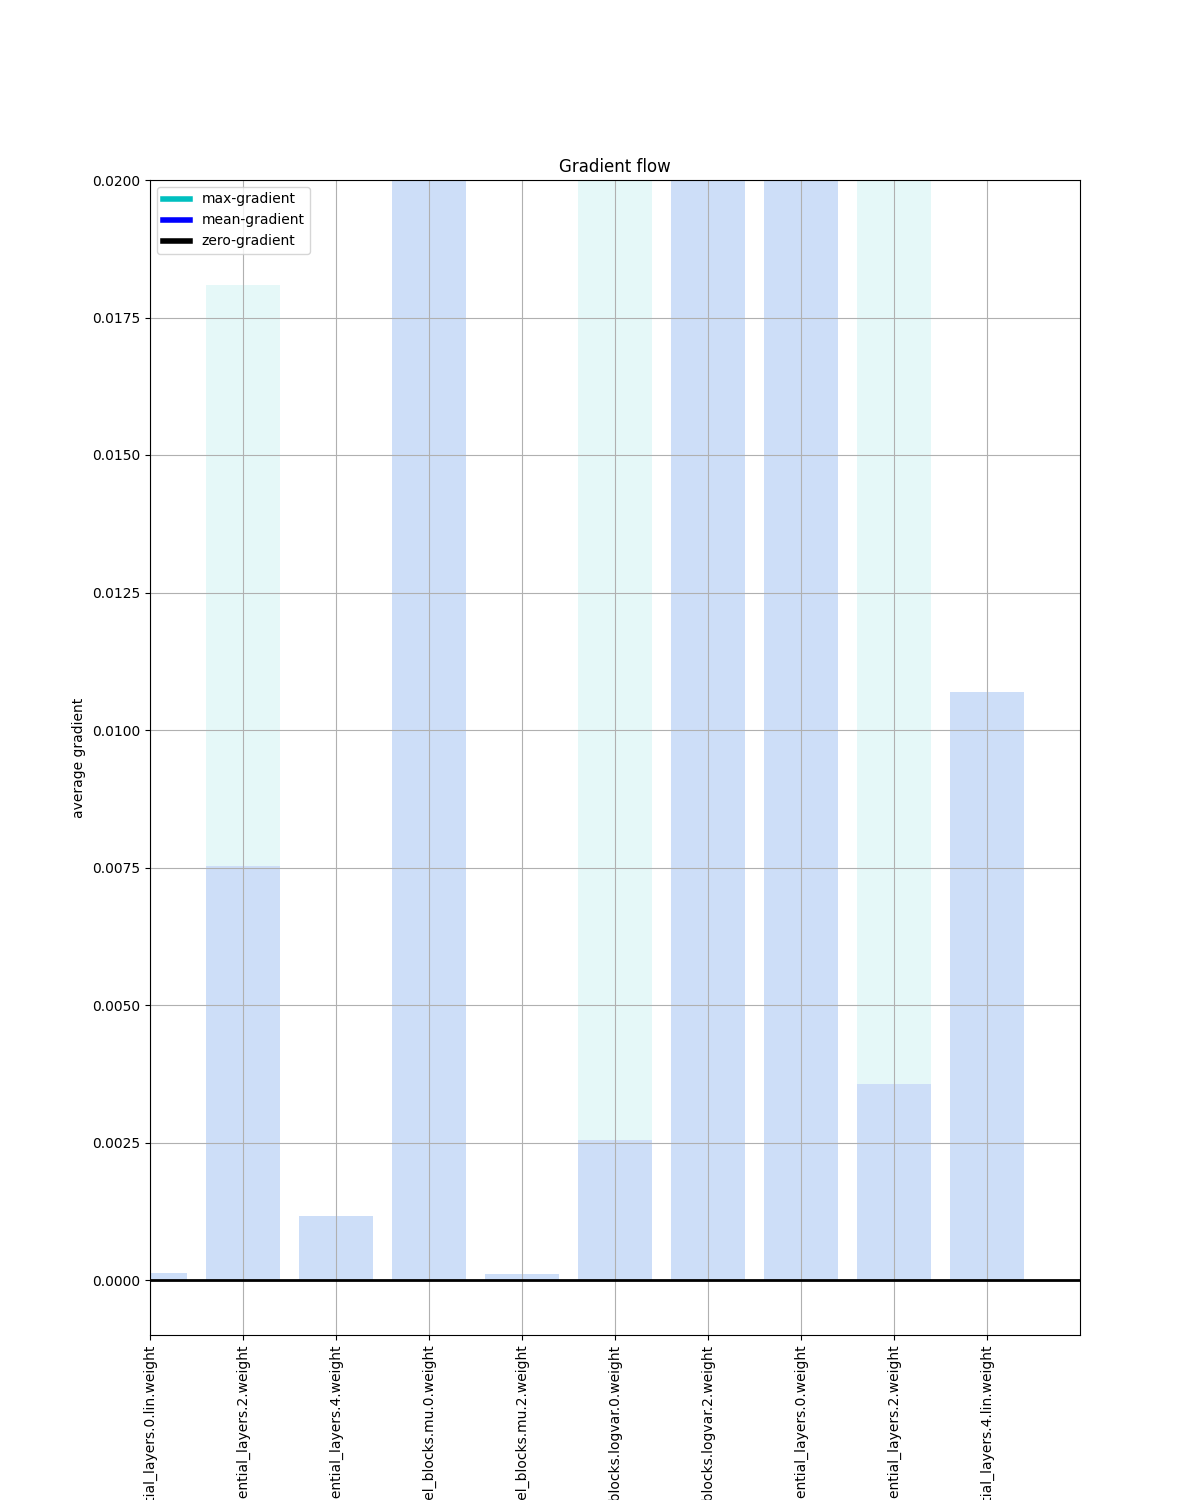 Gradient flow
max-gradient
mean-gradient
zero-gradient
0.0200
0.0175
0.0150
0.0125
0.0100
0.0075
0.0050
0.0025
0.0000
average gradient
tial_layers.0.lin.weight
ential_layers.2.weight
ential_layers.4.weight
el_blocks.mu.0.weight
el_blocks.mu.2.weight
blocks.logvar.0.weight
blocks.logvar.2.weight
ential_layers.0.weight
ential_layers.2.weight
tial_layers.4.lin.weight